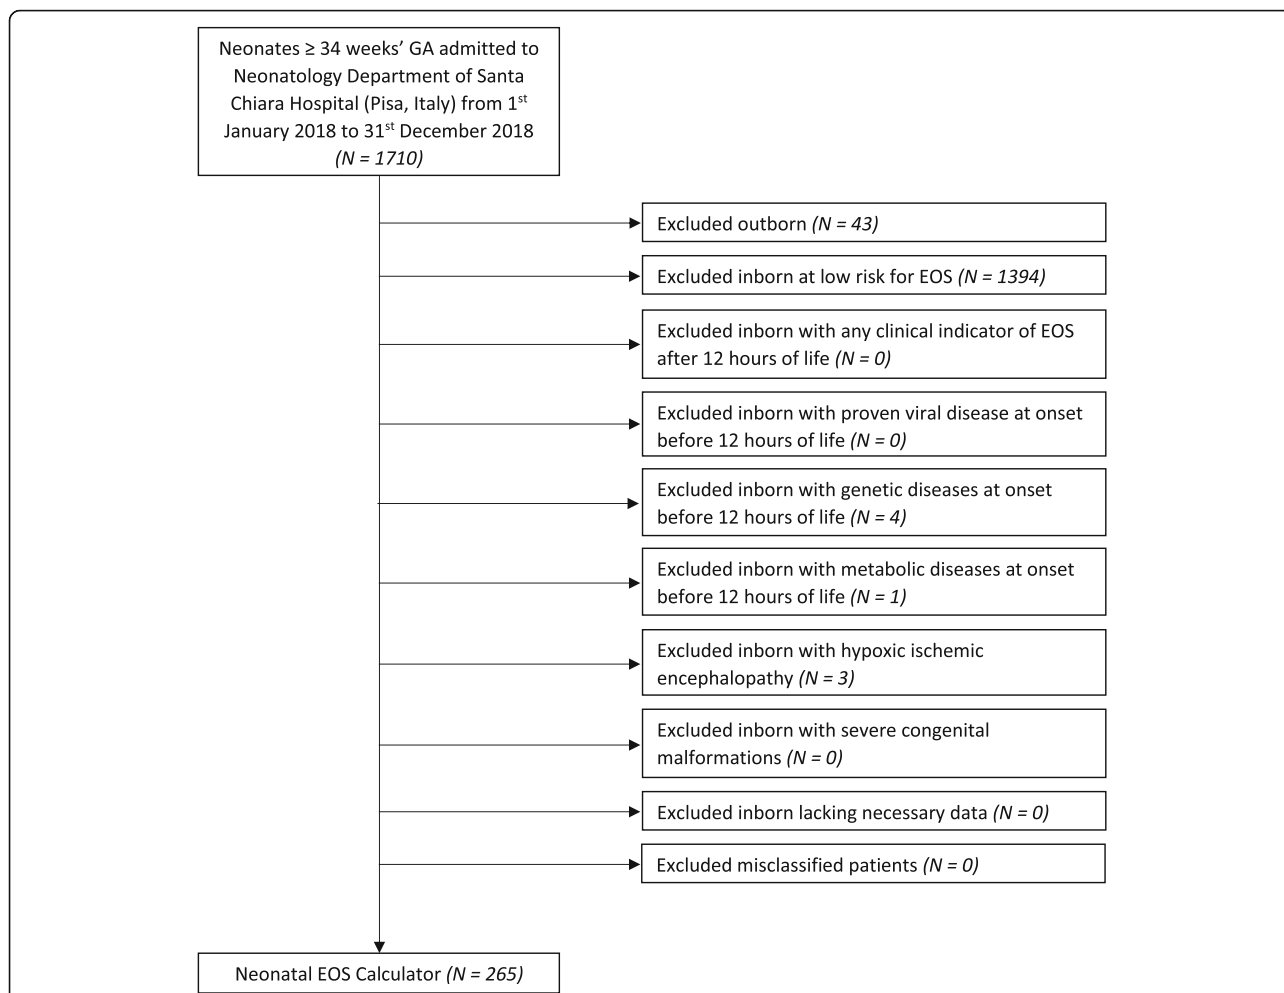 Neonates ≥ 34 weeks’ GA admitted to
Neonatology Department of Santa
Chiara Hospital (Pisa, Italy) from 1st
January 2018 to 31st December 2018
(N = 1710)
Excluded outborn (N = 43)
Excluded inborn at low risk for EOS (N = 1394)
Excluded inborn with any clinical indicator of EOS
after 12 hours of life (N = 0)
Excluded inborn with proven viral disease at onset
before 12 hours of life (N = 0)
Excluded inborn with genetic diseases at onset
before 12 hours of life (N = 4)
Excluded inborn with metabolic diseases at onset
before 12 hours of life (N = 1)
Excluded inborn with hypoxic ischemic
encephalopathy (N = 3)
Excluded inborn with severe congenital
malformations (N = 0)
Excluded inborn lacking necessary data (N = 0)
Excluded misclassified patients (N = 0)
Neonatal EOS Calculator (N = 265)